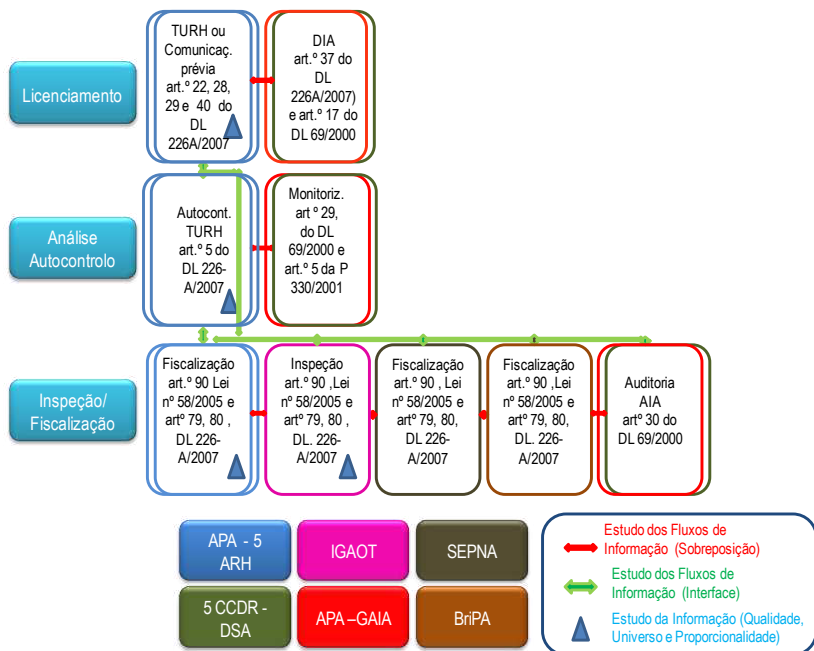 Licenciamento
TURH ou
Comunicaç.
prévia
art.º 22, 28,
29 e 40 do
DL
226A/2007
DIA
art.º 37 do
DL
226A/2007)
e art.º 17 do
DL 69/2000
Análise
Autocontrolo
Autocont.
TURH
art.º 5 do
DL 226-
A/2007
Monitoriz.
art º 29,
do DL
69/2000 e
art.º 5 da P
330/2001
Inspeção/
Fiscalização
Fiscalização
art.º 90 Lei
nº 58/2005 e
artº 79, 80 ,
DL 226-
A/2007
Inspeção
art.º 90 ,Lei
nº 58/2005 e
artº 79, 80 ,
DL. 226-
A/2007
Fiscalização
art.º 90 , Lei
nº 58/2005 e
artº 79, 80,
DL 226-
A/2007
Fiscalização
art.º 90 ,Lei
nº 58/2005 e
artº 79, 80,
DL. 226-
A/2007
Auditoria
AIA
artº 30 do
DL 69/2000
APA - 5
ARH
IGAOT
SEPNA
5 CCDR -
DSA
APA –GAIA
BriPA
Estudo dos Fluxos de
Informação (Sobreposição)
Estudo dos Fluxos de
Informação (Interface)
Estudo da Informação (Qualidade,
Universo e Proporcionalidade)